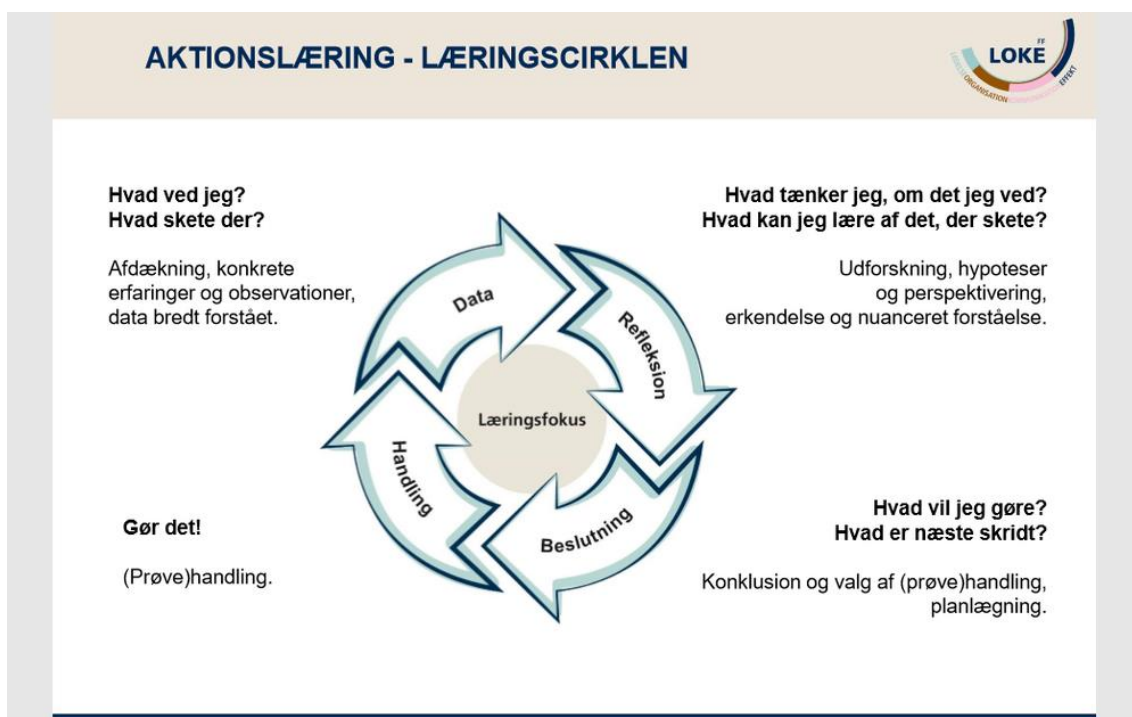 AKTIONSLÆRING - LÆRINGSCIRKLEN
FF
LOKE
ORGANISATION
EFFEKT
Hvad ved jeg?
Hvad skete der?
Afdækning, konkrete
erfaringer og observationer,
data bredt forstået.
Hvad tænker jeg, om det jeg ved?
Hvad kan jeg lære af det, der skete?
Udforskning, hypoteser
og perspektivering,
erkendelse og nuanceret forståelse.
Data
Refleksion
Læringsfokus
Handling
Beslutning
Gør det!
(Prøve)handling.
Hvad vil jeg gøre?
Hvad er næste skridt?
Konklusion og valg af (prøve)handling,
planlægning.